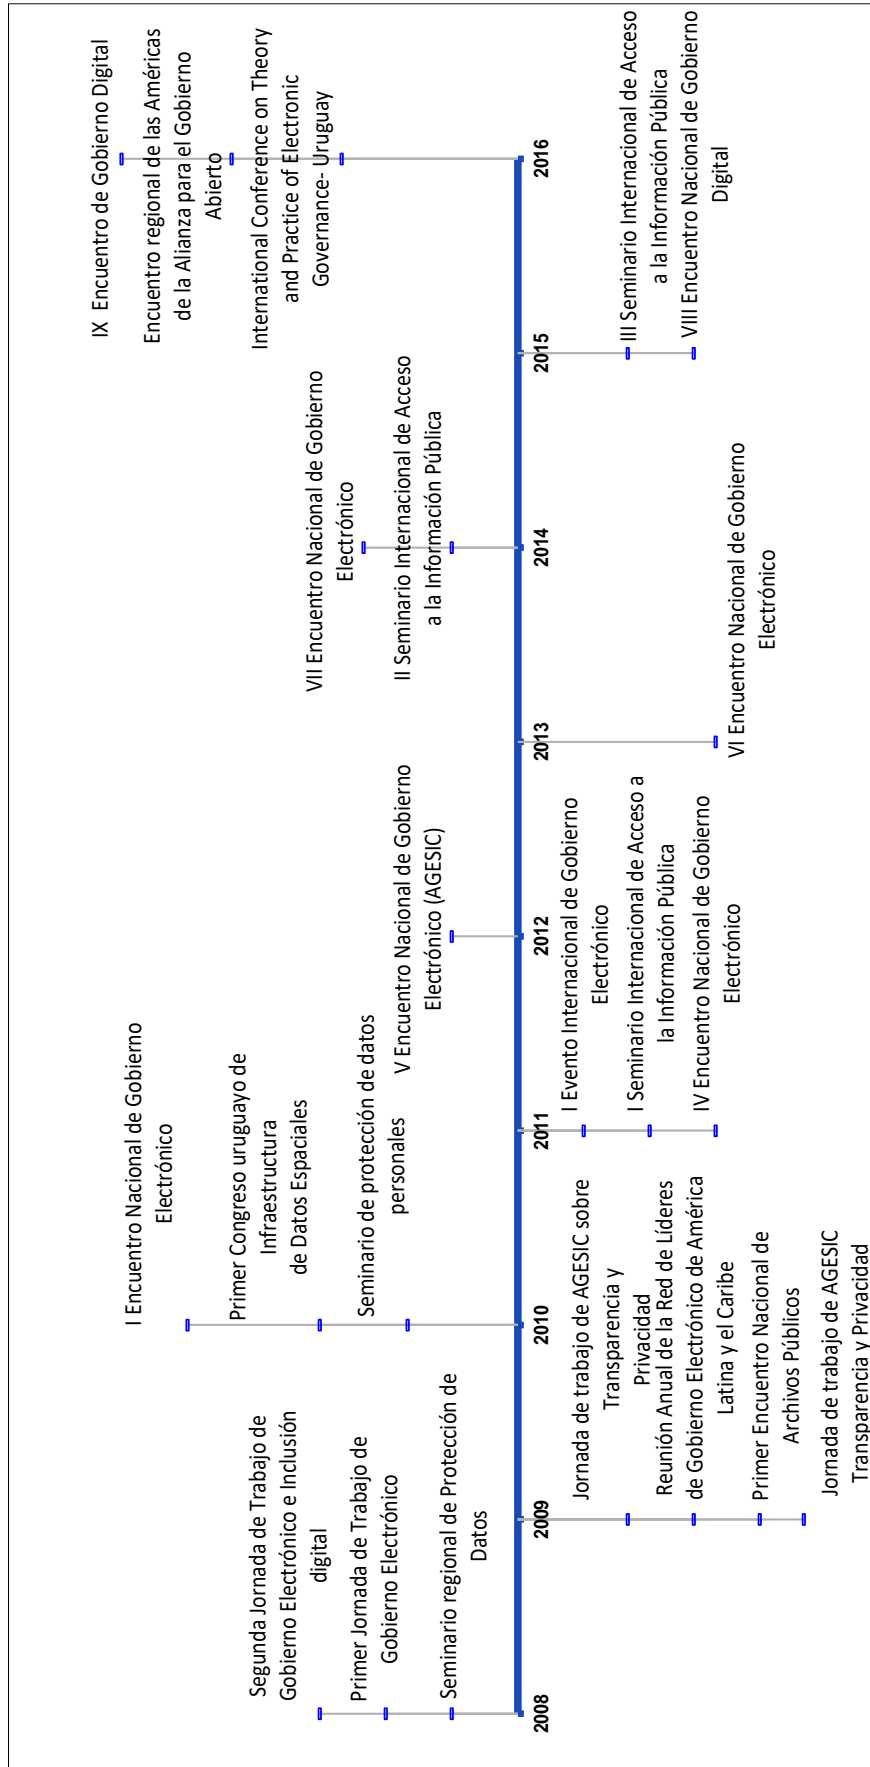 Segunda Jornada de Trabajo de
Gobierno Electrónico e Inclusión
digital
Primer Jornada de Trabajo de
Gobierno Electrónico
Seminario regional de Protección de
Datos
2008
Jornada de trabajo de AGESIC sobre
Transparencia y
Privacidad
Reunión Anual de la Red de Líderes
de Gobierno Electrónico de América
Latina y el Caribe
Primer Encuentro Nacional de
Archivos Públicos
Jornada de trabajo de AGESIC
Transparencia y Privacidad
2009
I Encuentro Nacional de Gobierno
Electrónico
Primer Congreso uruguayo de
Infraestructura
de Datos Espaciales
Seminario de protección de datos
personales
2010
I Evento Internacional de Gobierno
Electrónico
I Seminario Internacional de Acceso a
la Información Pública
IV Encuentro Nacional de Gobierno
Electrónico
2011
V Encuentro Nacional de Gobierno
Electrónico (AGESIC)
2012
VI Encuentro Nacional de Gobierno
Electrónico
2013
VII Encuentro Nacional de Gobierno
Electrónico
II Seminario Internacional de Acceso
a la Información Pública
2014
III Seminario Internacional de Acceso
a la Información Pública
VIII Encuentro Nacional de Gobierno
Digital
2015
IX  Encuentro de Gobierno Digital
Encuentro regional de las Américas
de la Alianza para el Gobierno
Abierto
International Conference on Theory
and Practice of Electronic
Governance- Uruguay
2016